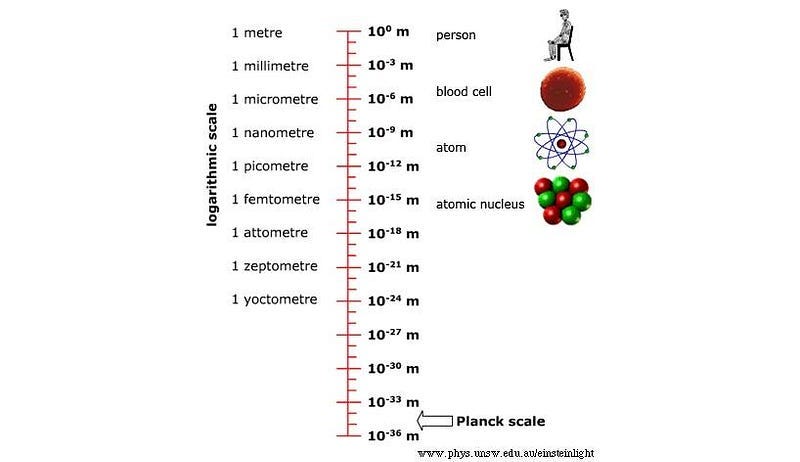 logarithmic scale
1 metre
10⁰ m
person
1 millimetre
10⁻³ m
1 micrometre
10⁻⁶ m
blood cell
1 nanometre
10⁻⁹ m
atom
1 picometre
10⁻¹² m
1 femtometre
10⁻¹⁵ m
atomic nucleus
1 attometre
10⁻¹⁸ m
1 zeptometre
10⁻²¹ m
1 yoctometre
10⁻²⁴ m
10⁻²⁷ m
10⁻³⁰ m
10⁻³³ m
Planck scale
10⁻³⁶ m
www.phys.unsw.edu.au/einsteinlight